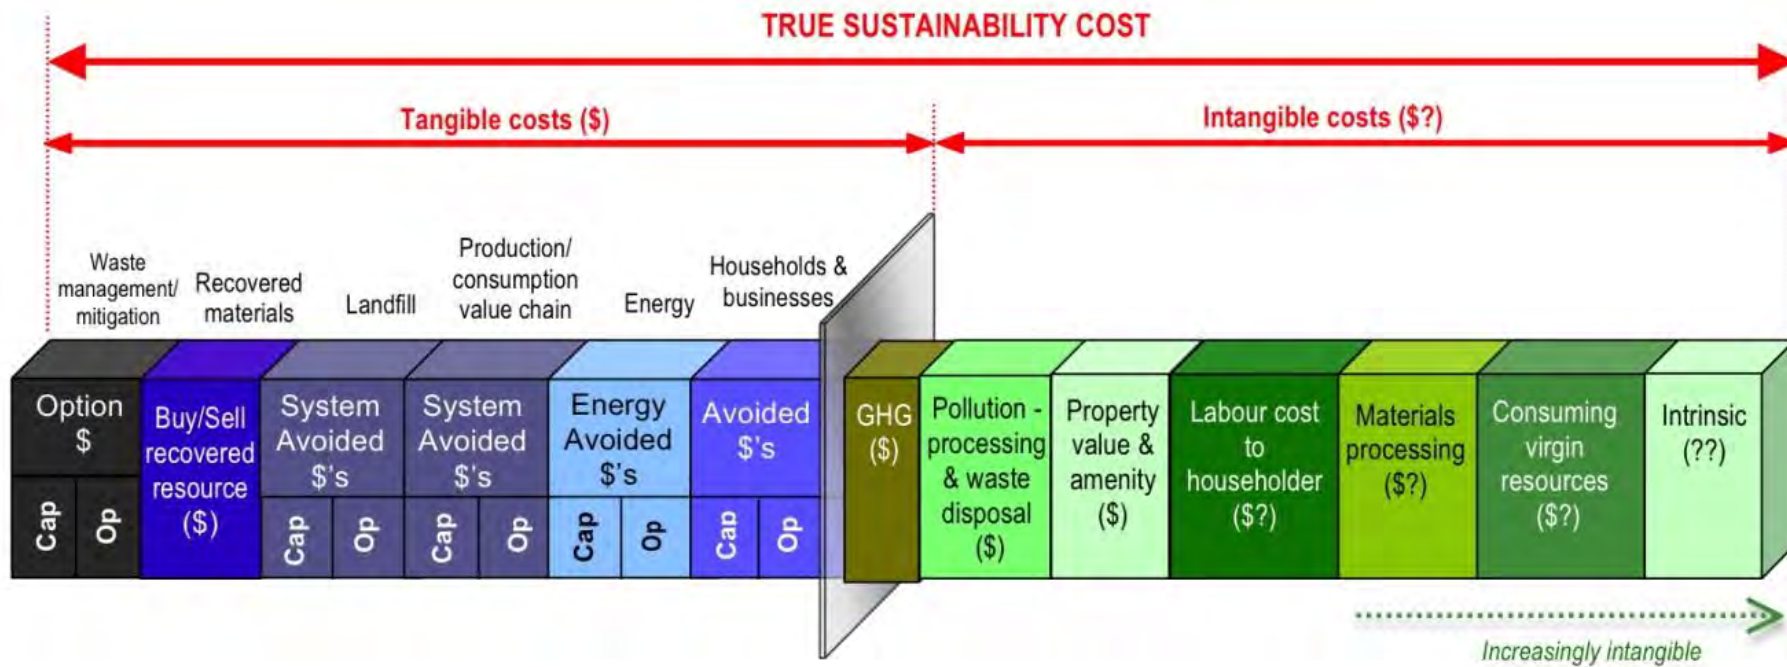 TRUE SUSTAINABILITY COST
Tangible costs ($)
Intangible costs ($?)
Waste
management/
mitigation
Recovered
materials
Landfill
Production/
consumption
value chain
Energy
Households &
businesses
Option
$
Cap
Op
Buy/Sell
recovered
resource
($)
System
Avoided
$'s
Cap
Op
System
Avoided
$'s
Cap
Op
Energy
Avoided
$'s
Cap
Op
Avoided
$'s
Cap
Op
GHG
($)
Pollution -
processing
& waste
disposal
($)
Property
value &
amenity
($)
Labour cost
to
householder
($?)
Materials
processing
($?)
Consuming
virgin
resources
($?)
Intrinsic
(??)
Increasingly intangible